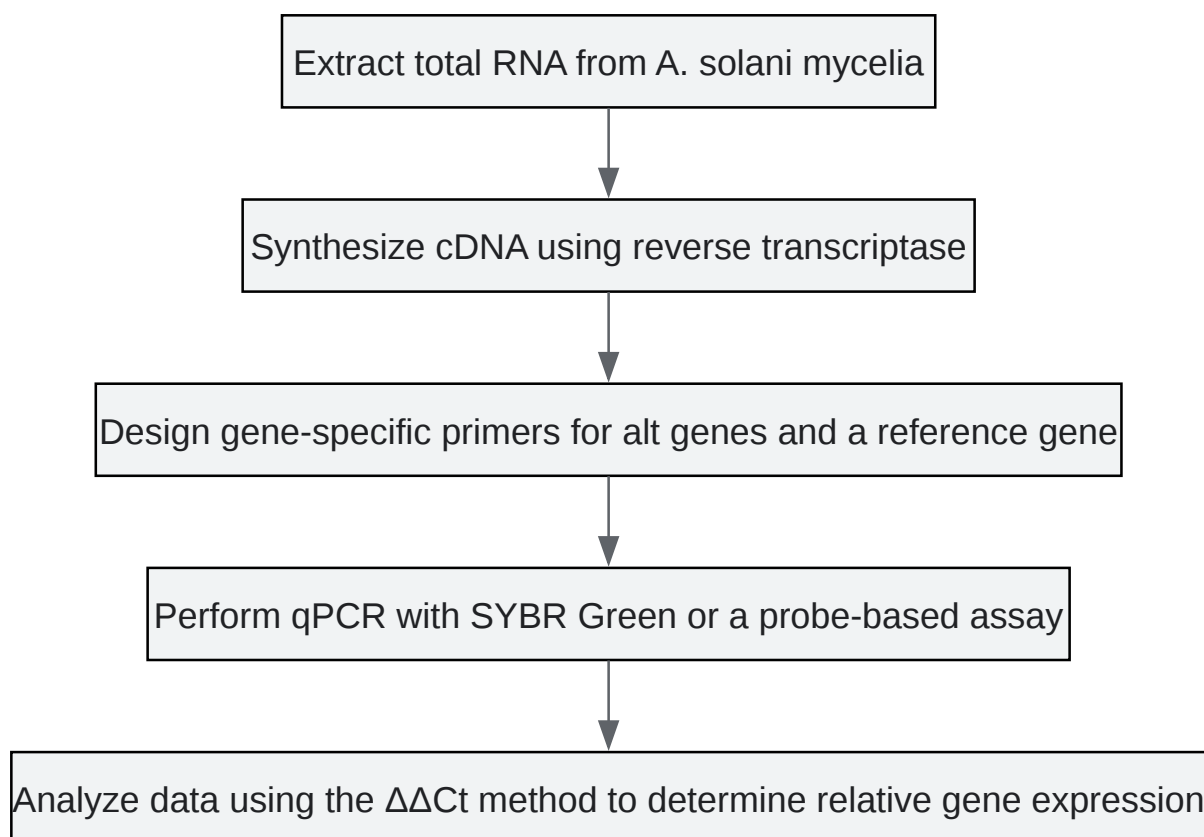 Extract total RNA from A. solani mycelia
Synthesize cDNA using reverse transcriptase
Design gene-specific primers for alt genes and a reference gene
Perform qPCR with SYBR Green or a probe-based assay
Analyze data using the ΔΔCt method to determine relative gene expression